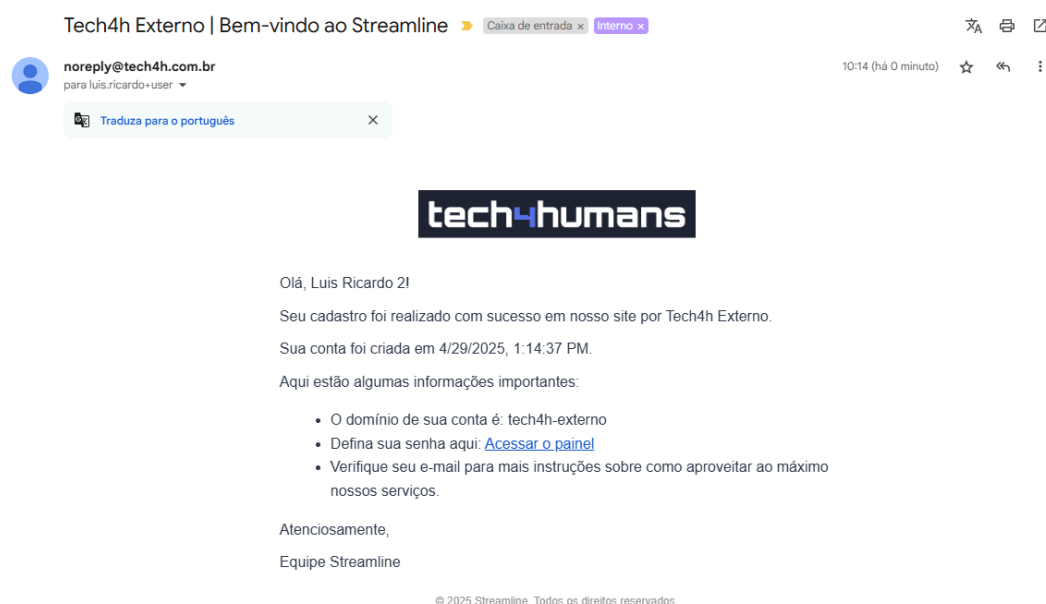 Tech4h Externo | Bem-vindo ao Streamline Caixa de entrada x Interno x
noreply@tech4h.com.br 10:14 (há 0 minuto)
para luis.ricardo+user
Traduza para o português
tech4humans
Olá, Luis Ricardo 2!
Seu cadastro foi realizado com sucesso em nosso site por Tech4h Externo.
Sua conta foi criada em 4/29/2025, 1:14:37 PM.
Aqui estão algumas informações importantes:
• O domínio de sua conta é: tech4h-externo
• Defina sua senha aqui: Acessar o painel
• Verifique seu e-mail para mais instruções sobre como aproveitar ao máximo
nossos serviços.
Atenciosamente,
Equipe Streamline
© 2025 Streamline. Todos os direitos reservados